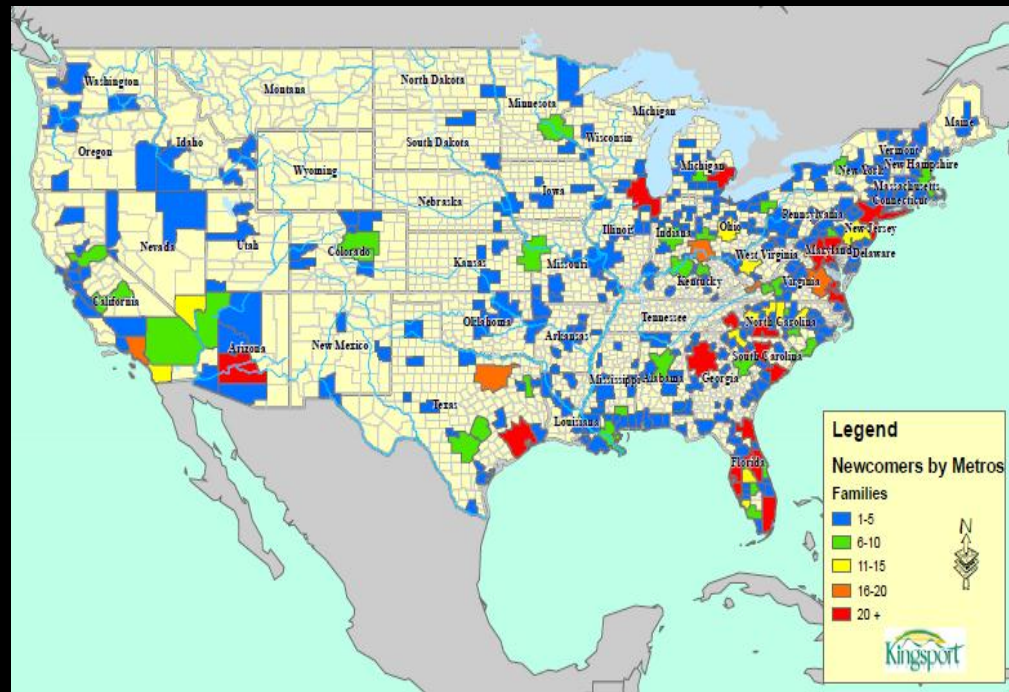 Washington
Montana
North Dakota
Minnesota
Michigan
Maine
Oregon
Idaho
South Dakota
Wisconsin
Vermont
New Hampshire
Wyoming
Michigan
New York
Massachusetts
Connecticut
Nebraska
Iowa
Pennsylvania
Nevada
Utah
Colorado
Illinois
Indiana
Ohio
New Jersey
Maryland
Delaware
Kansas
Missouri
West Virginia
Virginia
Kentucky
California
Arizona
New Mexico
Oklahoma
Arkansas
Tennessee
North Carolina
South Carolina
Mississippi
Alabama
Georgia
Texas
Louisiana
Florida
Legend
Newcomers by Metros
Families
1-5
6-10
11-15
16-20
20 +
N
Kingsport